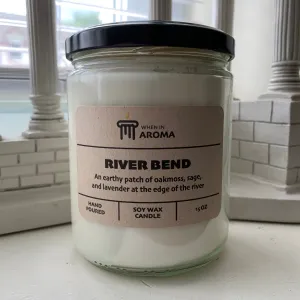 WHEN IN
AROMA
RIVER BEND
An earthy patch of oakmoss, sage,
and lavender at the edge of the river
HAND
POURED
SOY WAX
CANDLE
OZ